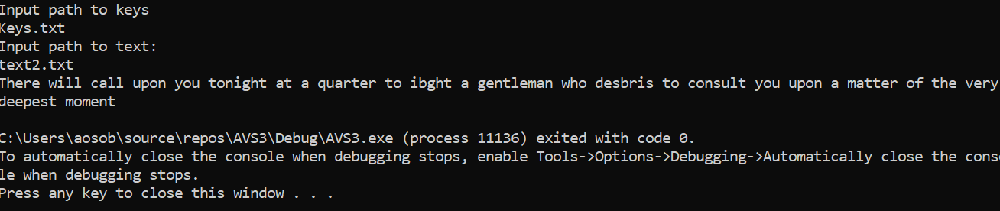 Input path to keys
Keys.txt
Input path to text:
text2.txt
There will call upon you tonight at a quarter to ibght a gentleman who desbris to consult you upon a matter of the very
deepest moment
C:\Users\aosob\source\repos\AVS3\Debug\AVS3.exe (process 11136) exited with code 0.
To automatically close the console when debugging stops, enable Tools->Options->Debugging->Automatically close the conso
le when debugging stops.
Press any key to close this window . . .